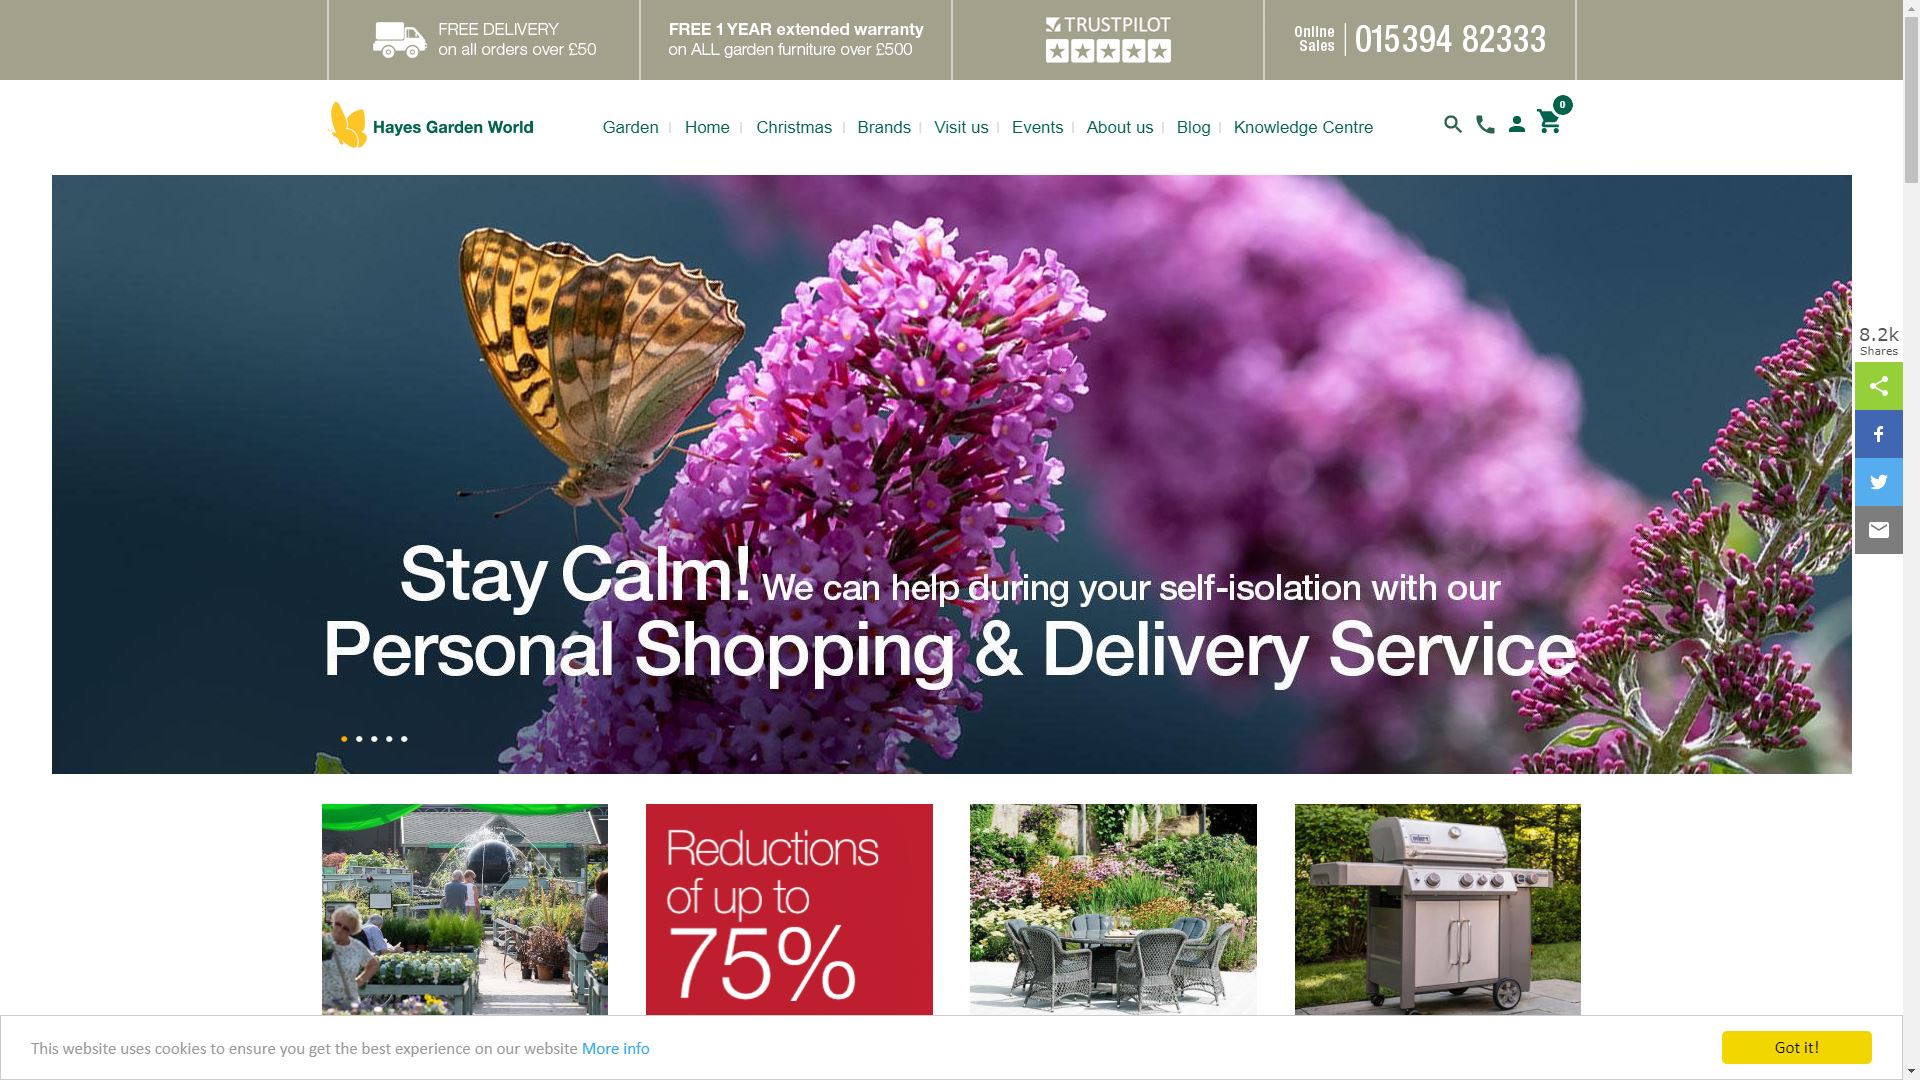 FREE DELIVERY
on all orders over £50
FREE 1 YEAR extended warranty
on ALL garden furniture over £500
TRUSTPILOT
Online
Sales
015394 82333
Hayes Garden World
Garden
Home
Christmas
Brands
Visit us
Events
About us
Blog
Knowledge Centre
0
8.2k
Shares
Stay Calm! We can help during your self-isolation with our
Personal Shopping & Delivery Service
Reductions
of up to
75%
This website uses cookies to ensure you get the best experience on our website More info
Got it!